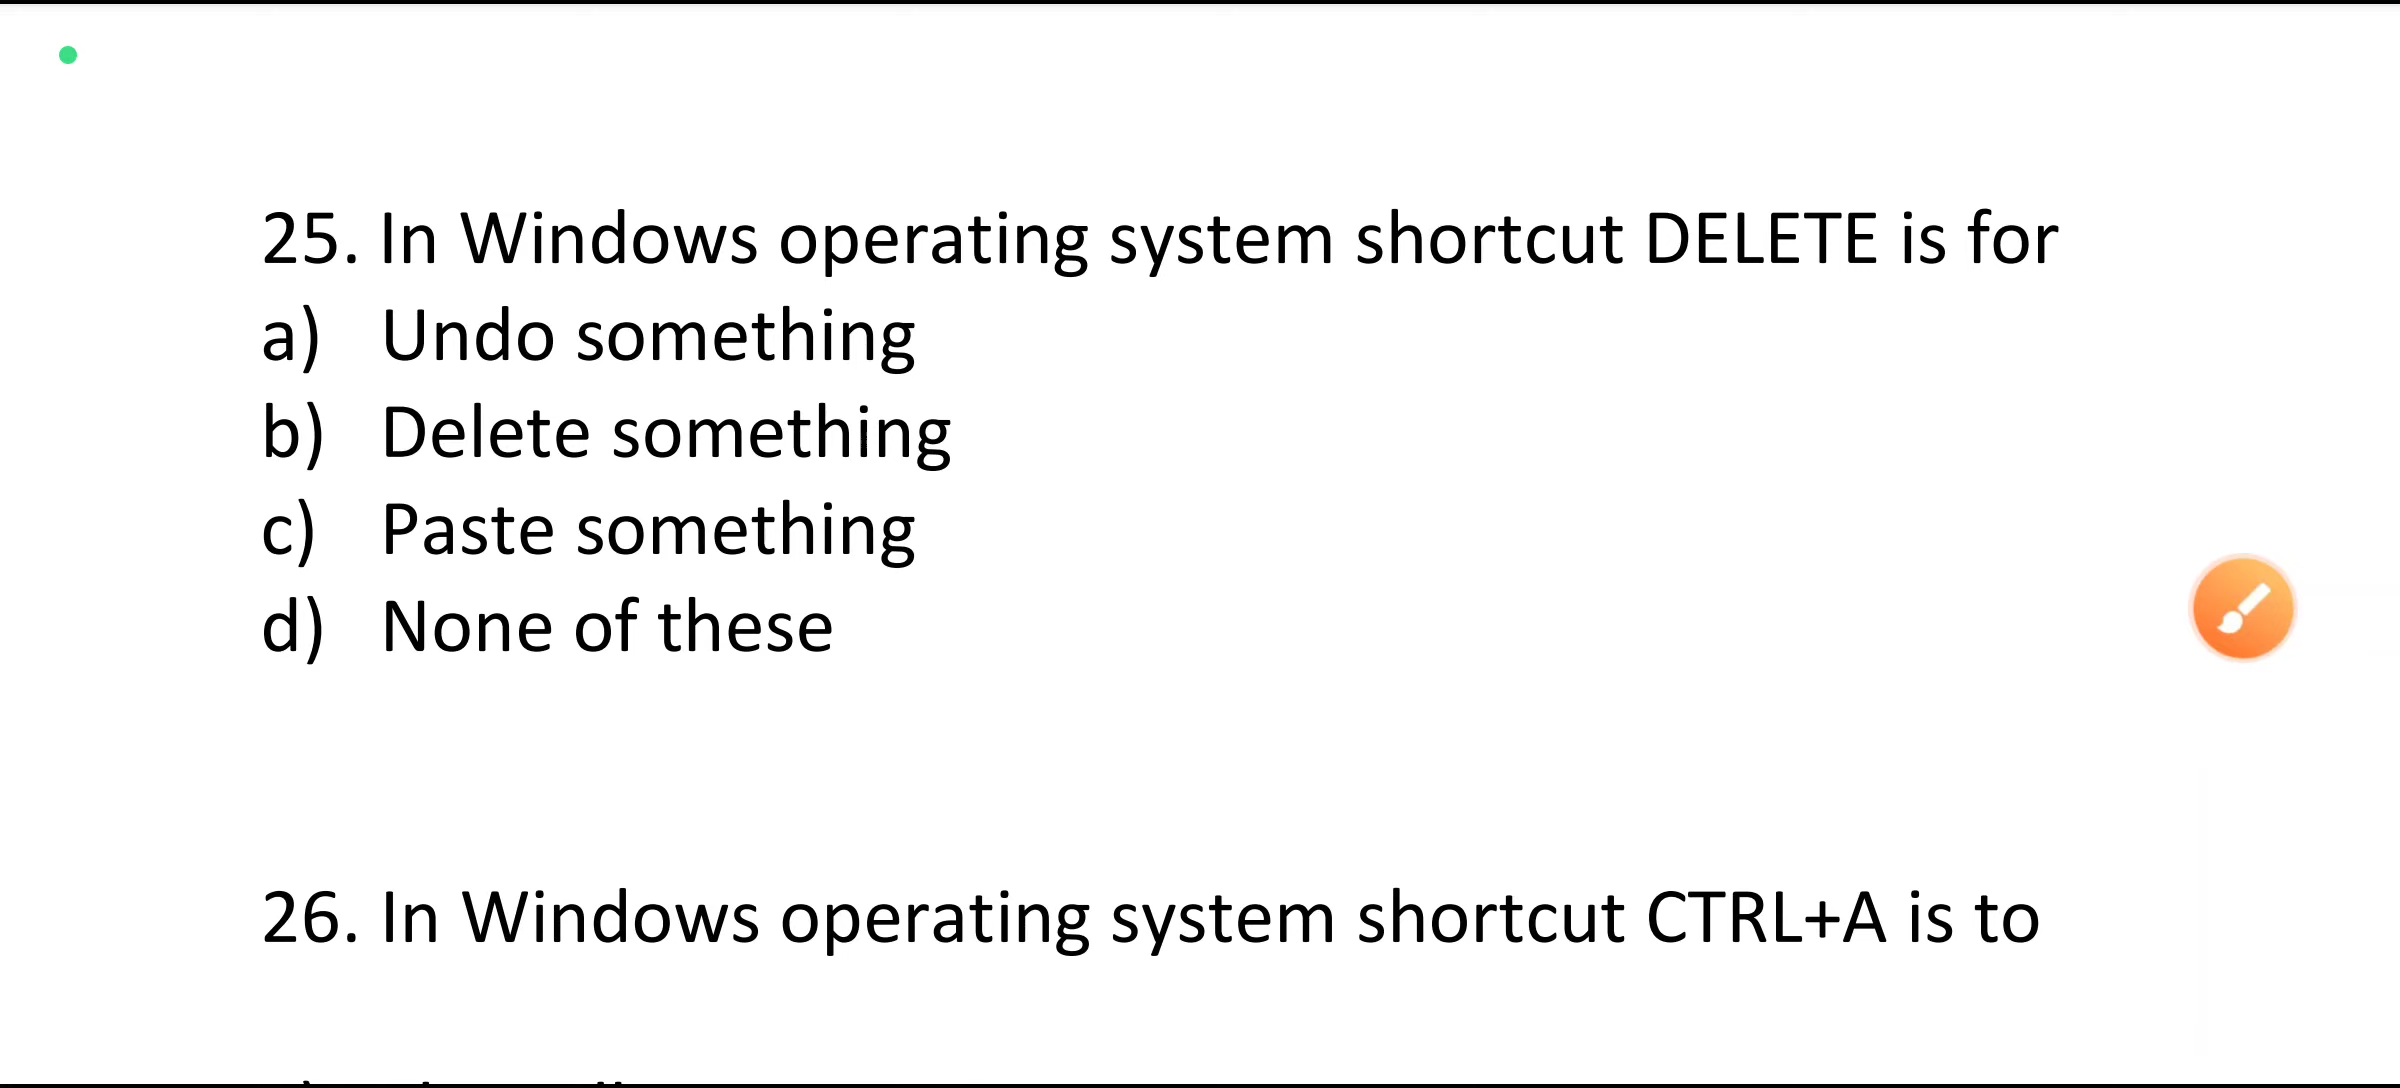 25. In Windows operating system shortcut DELETE is for
a) Undo something
b) Delete something
c) Paste something
d) None of these
26. In Windows operating system shortcut CTRL+A is to